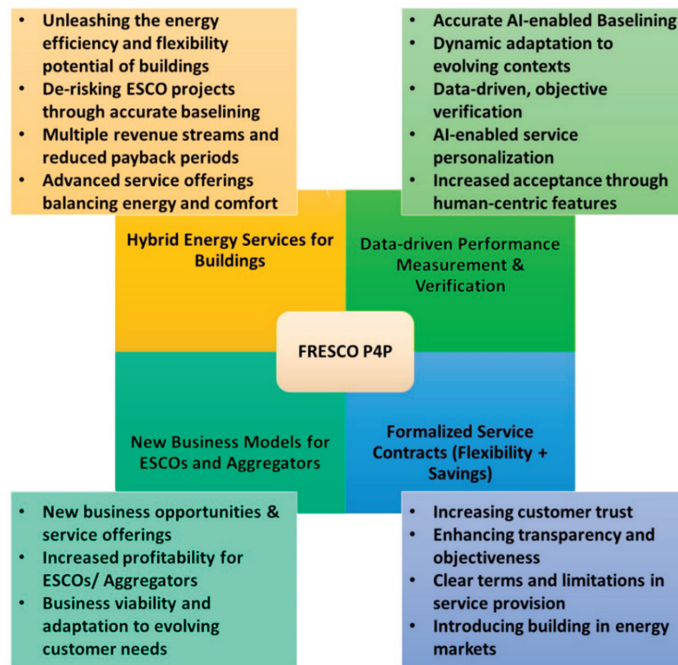 • Unleashing the energy
efficiency and flexibility
potential of buildings
• De-risking ESCO projects
through accurate baselining
• Multiple revenue streams and
reduced payback periods
• Advanced service offerings
balancing energy and comfort
• Accurate AI-enabled Baselining
• Dynamic adaptation to
evolving contexts
• Data-driven, objective
verification
• AI-enabled service
personalization
• Increased acceptance through
human-centric features
Hybrid Energy Services for
Buildings
Data-driven Performance
Measurement &
Verification
FRESCO P4P
New Business Models for
ESCOs and Aggregators
Formalized Service
Contracts (Flexibility +
Savings)
• New business opportunities &
service offerings
• Increased profitability for
ESCOs/ Aggregators
• Business viability and
adaptation to evolving
customer needs
• Increasing customer trust
• Enhancing transparency and
objectiveness
• Clear terms and limitations in
service provision
• Introducing building in energy
markets